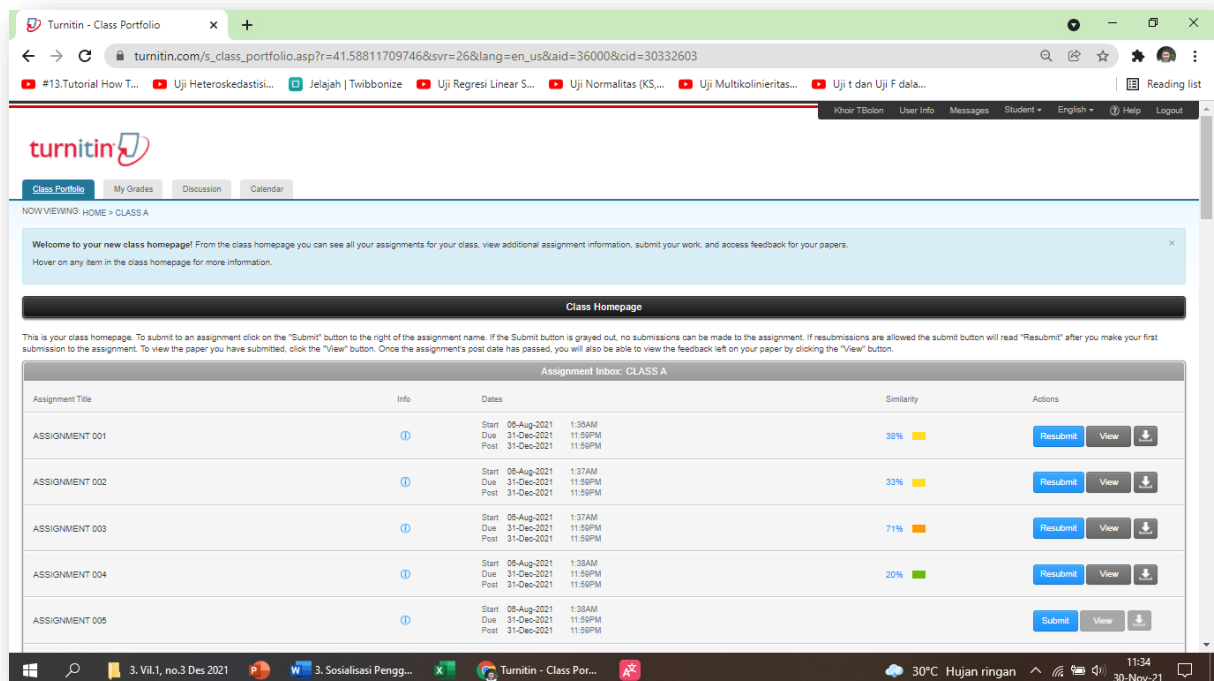 Turnitin - Class Portfolio
turnitin.com/s_class_portfolio.asp?r=41.58811709746&svr=26&lang=en_us&aid=36000&cid=30332603
#13.Tutorial How T... Uji Heteroskedastisi... Jelajah | Twibbonize Uji Regresi Linear S... Uji Normalitas (KS,... Uji Multikolinieritas... Uji t dan Uji F dala... Reading list
Khoir TBolon User Info Messages Student English Help Logout
turnitin
Class Portfolio My Grades Discussion Calendar
NOW VIEWING: HOME > CLASS A
Welcome to your new class homepage! From the class homepage you can see all your assignments for your class, view additional assignment information, submit your work, and access feedback for your papers.
Hover on any item in the class homepage for more information.
Class Homepage
This is your class homepage. To submit to an assignment click on the "Submit" button to the right of the assignment name. If the Submit button is grayed out, no submissions can be made to the assignment. If resubmissions are allowed the submit button will read "Resubmit" after you make your first
submission to the assignment. To view the paper you have submitted, click the "View" button. Once the assignment's post date has passed, you will also be able to view the feedback left on your paper by clicking the "View" button.
Assignment Inbox: CLASS A
Assignment Title Info Dates Similarity Actions
Start 06-Aug-2021 1:36AM
ASSIGNMENT 001 Due 31-Dec-2021 11:59PM 38% Resubmit View
Post 31-Dec-2021 11:59PM
Start 06-Aug-2021 1:37AM
ASSIGNMENT 002 Due 31-Dec-2021 11:59PM 33% Resubmit View
Post 31-Dec-2021 11:59PM
Start 06-Aug-2021 1:37AM
ASSIGNMENT 003 Due 31-Dec-2021 11:59PM 71% Resubmit View
Post 31-Dec-2021 11:59PM
Start 06-Aug-2021 1:38AM
ASSIGNMENT 004 Due 31-Dec-2021 11:59PM 20% Resubmit View
Post 31-Dec-2021 11:59PM
Start 06-Aug-2021 1:38AM
ASSIGNMENT 005 Due 31-Dec-2021 11:59PM Submit View
Post 31-Dec-2021 11:59PM
3. Vil.1, no.3 Des 2021 3. Sosialisasi Pengg... Turnitin - Class Por... 30°C Hujan ringan 11:34
30-Nov-21